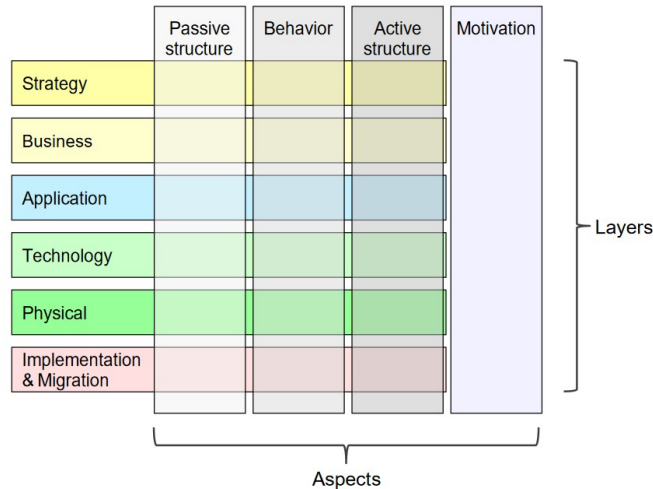 Passive
structure
Behavior
Active
structure
Motivation
Strategy
Business
Application
Technology
Physical
Implementation
& Migration
Layers
Aspects